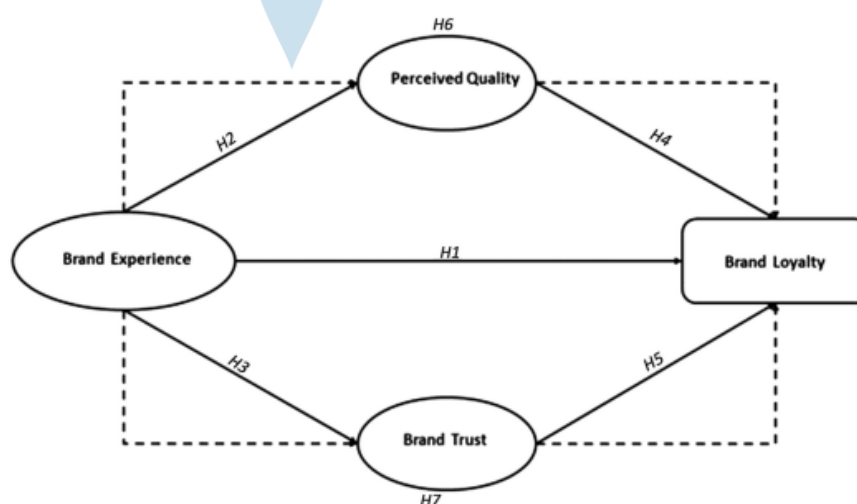 H6
Perceived Quality
H2
H4
Brand Experience
H1
Brand Loyalty
H3
H5
Brand Trust
H7